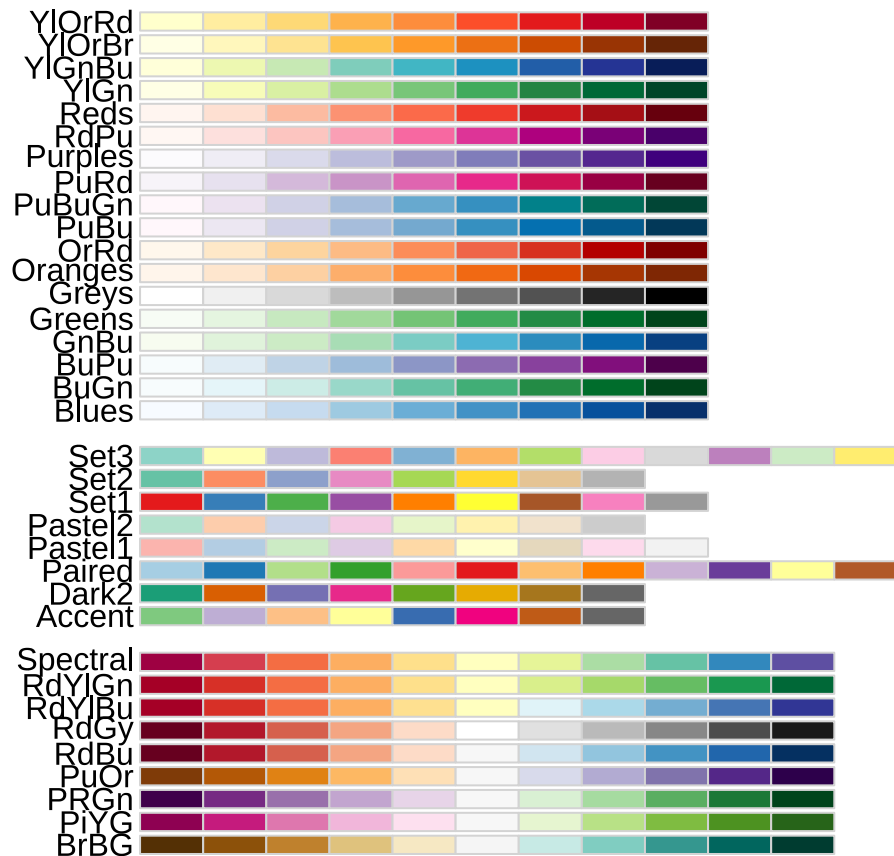 YlOrRd
YlOrBr
YlGnBu
YlGn
Reds
RdPu
Purples
PuRd
PuBuGn
PuBu
OrRd
Oranges
Greys
Greens
GnBu
BuPu
BuGn
Blues
Set3
Set2
Set1
Pastel2
Pastel1
Paired
Dark2
Accent
Spectral
RdYlGn
RdYlBu
RdGy
RdBu
PuOr
PRGn
PiYG
BrBG